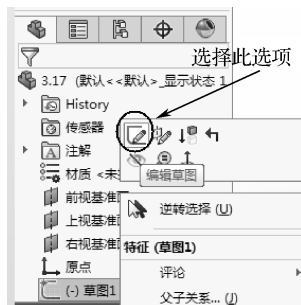 选择此选项
3.17 (默认<<默认>_显示状态 1
History
传感器
注解
材质 <未
编辑草图
前视基准面
上视基准面
逆转选择 (U)
右视基准面
特征 (草图1)
原点
评论
(-) 草图1
父子关系... (J)